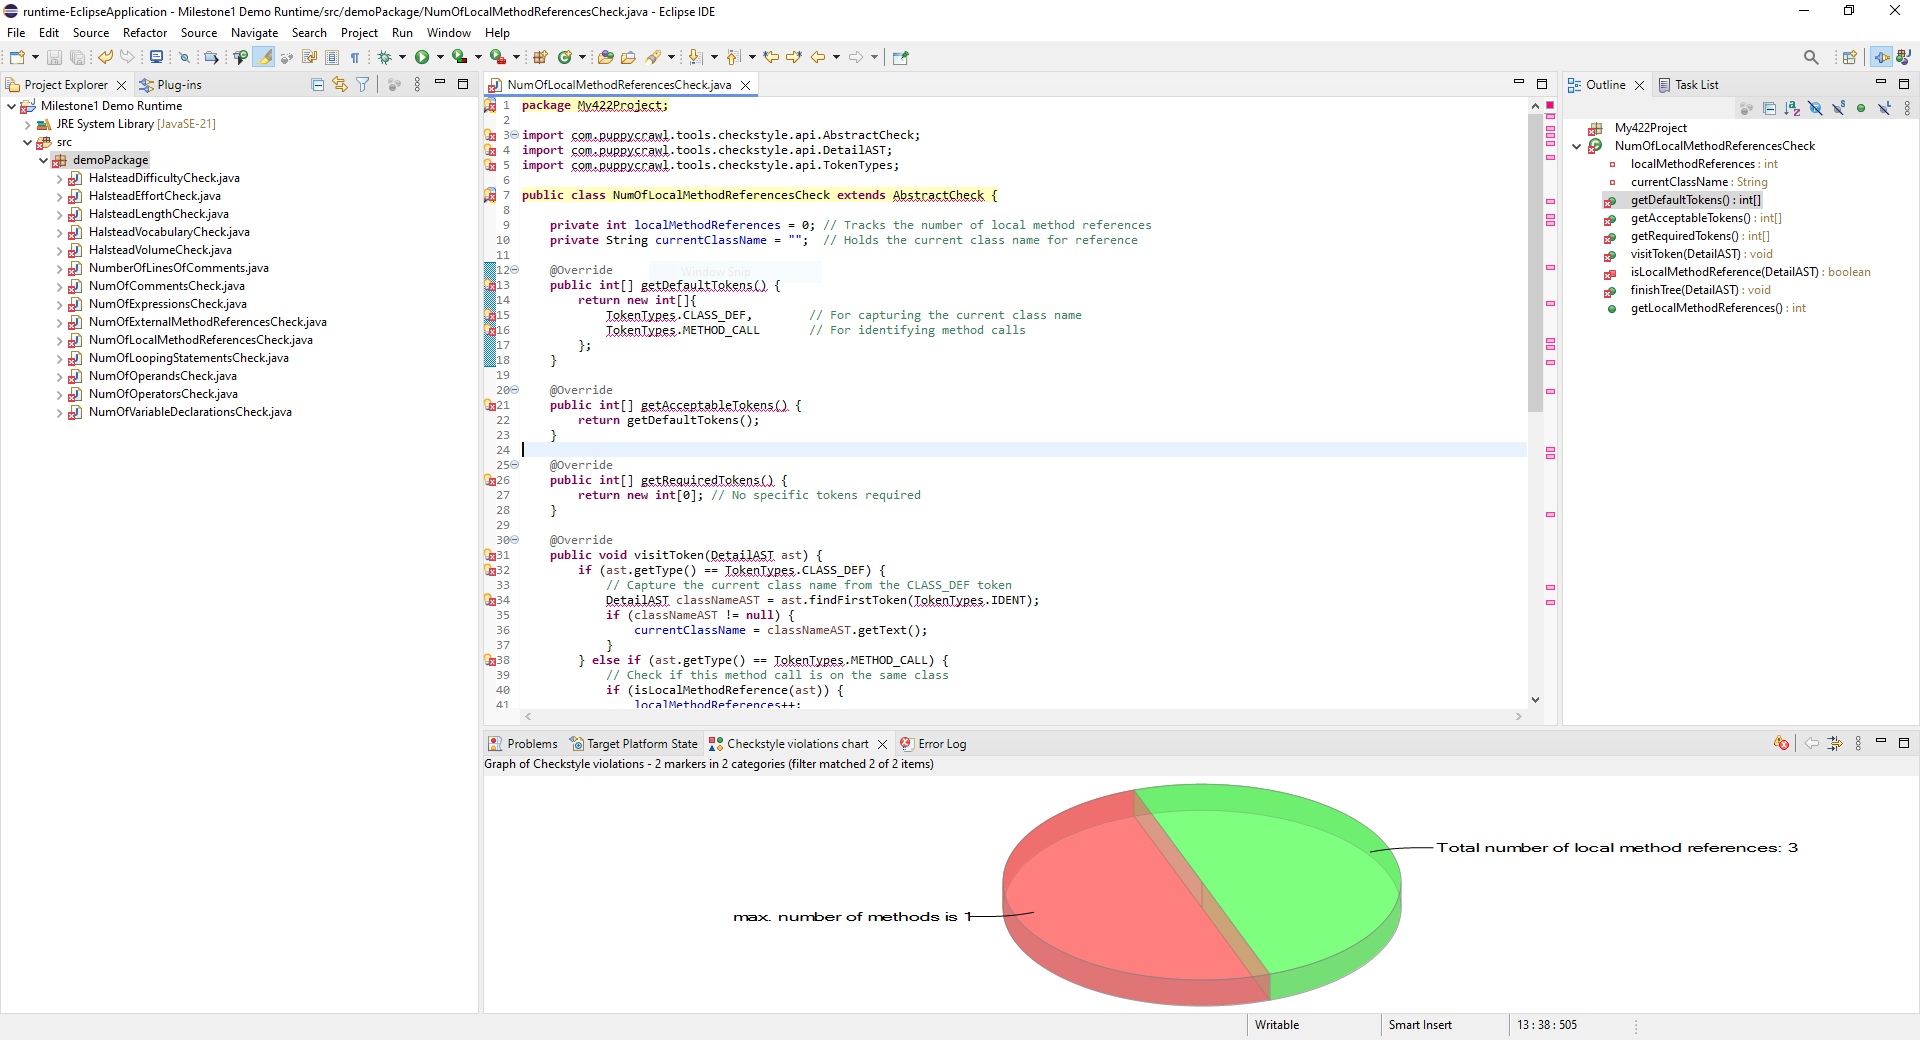 runtime-EclipseApplication - Milestone1 Demo Runtime/src/demoPackage/NumOfLocalMethodReferencesCheck.java - Eclipse IDE
File Edit Source Refactor Source Navigate Search Project Run Window Help
Project Explorer Plug-ins
Milestone1 Demo Runtime
JRE System Library [JavaSE-21]
src
demoPackage
HalsteadDifficultyCheck.java
HalsteadEffortCheck.java
HalsteadLengthCheck.java
HalsteadVocabularyCheck.java
HalsteadVolumeCheck.java
NumberOfLinesOfComments.java
NumOfCommentsCheck.java
NumOfExpressionsCheck.java
NumOfExternalMethodReferencesCheck.java
NumOfLocalMethodReferencesCheck.java
NumOfLoopingStatementsCheck.java
NumOfOperandsCheck.java
NumOfOperatorsCheck.java
NumOfVariableDeclarationsCheck.java
NumOfLocalMethodReferencesCheck.java
1 package My422Project;
2
3 import com.puppycrawl.tools.checkstyle.api.AbstractCheck;
4 import com.puppycrawl.tools.checkstyle.api.DetailAST;
5 import com.puppycrawl.tools.checkstyle.api.TokenTypes;
6
7 public class NumOfLocalMethodReferencesCheck extends AbstractCheck {
8
9 private int localMethodReferences = 0; // Tracks the number of local method references
10 private String currentClassName = ""; // Holds the current class name for reference
11
12 @Override
Window Snip
13 public int[] getDefaultTokens() {
14 return new int[]{
15 TokenTypes.CLASS_DEF, // For capturing the current class name
16 TokenTypes.METHOD_CALL // For identifying method calls
17 };
18 }
19
20 @Override
21 public int[] getAcceptableTokens() {
22 return getDefaultTokens();
23 }
24
25 @Override
26 public int[] getRequiredTokens() {
27 return new int[0]; // No specific tokens required
28 }
29
30 @Override
31 public void visitToken(DetailAST ast) {
32 if (ast.getType() == TokenTypes.CLASS_DEF) {
33 // Capture the current class name from the CLASS_DEF token
34 DetailAST classNameAST = ast.findFirstToken(TokenTypes.IDENT);
35 if (classNameAST != null) {
36 currentClassName = classNameAST.getText();
37 }
38 } else if (ast.getType() == TokenTypes.METHOD_CALL) {
39 // Check if this method call is on the same class
40 if (isLocalMethodReference(ast)) {
41 localMethodReferences++;
Outline Task List
My422Project
NumOfLocalMethodReferencesCheck
localMethodReferences : int
currentClassName : String
getDefaultTokens() : int[]
getAcceptableTokens() : int[]
getRequiredTokens() : int[]
visitToken(DetailAST) : void
isLocalMethodReference(DetailAST) : boolean
finishTree(DetailAST) : void
getLocalMethodReferences() : int
Problems Target Platform State Checkstyle violations chart Error Log
Graph of Checkstyle violations - 2 markers in 2 categories (filter matched 2 of 2 items)
Total number of local method references: 3
max. number of methods is 1
Writable Smart Insert 13 : 38 : 505